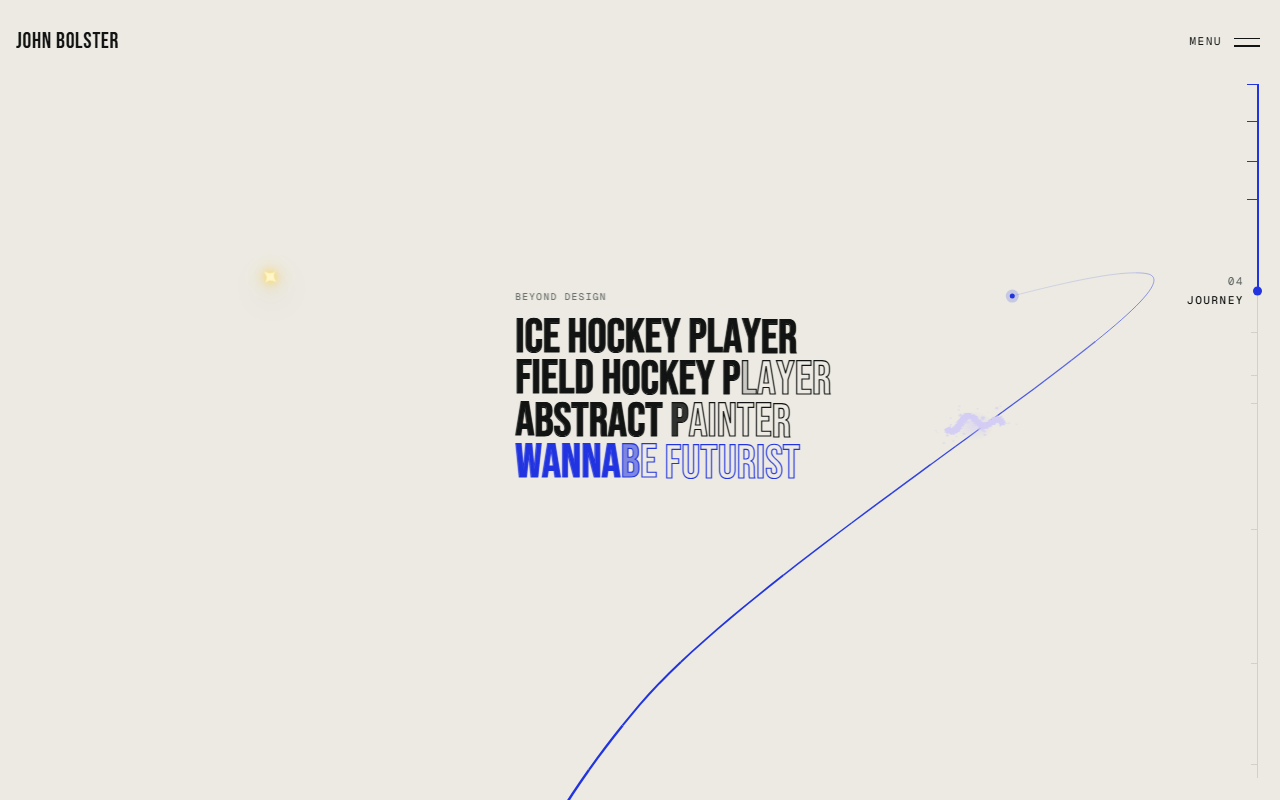 JOHN BOLSTER
MENU
04
JOURNEY
BEYOND DESIGN
ICE HOCKEY PLAYER
FIELD HOCKEY PLAYER
ABSTRACT PAINTER
WANNABE FUTURIST